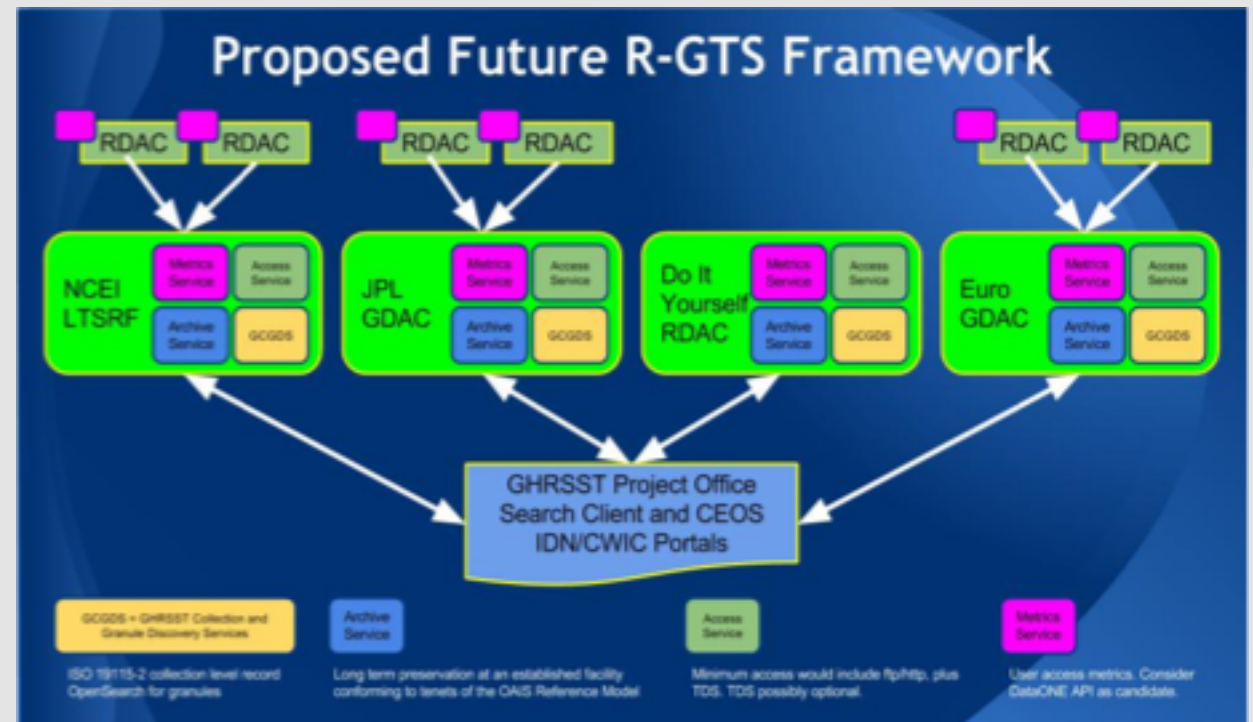 Proposed Future R-GTS Framework
RDAC
RDAC
RDAC
RDAC
RDAC
RDAC
NCEI
LTSRF
Metrics
Service
Access
Service
Archive
Service
GCGDS
JPL
GDAC
Metrics
Service
Access
Service
Archive
Service
GCGDS
Do It
Yourself
RDAC
Metrics
Service
Access
Service
Archive
Service
GCGDS
Euro
GDAC
Metrics
Service
Access
Service
Archive
Service
GCGDS
GHRSST Project Office
Search Client and CEOS
IDN/CWIC Portals
GCGDS = GHRSST Collection and
Granule Discovery Services
ISO 19115-2 collection level record
OpenSearch for granules
Archive
Service
Long term preservation at an established facility
conforming to tenets of the OAIS Reference Model
Access
Service
Minimum access would include ftp/http, plus
TDS. TDS possibly optional.
Metrics
Service
User access metrics. Consider
DataONE API as candidate.